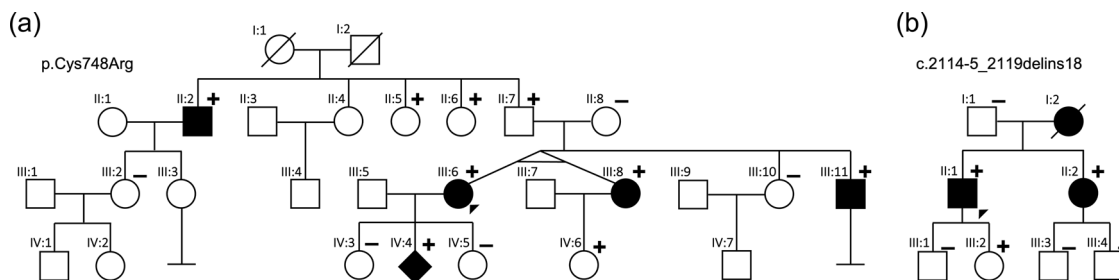 (a)
(b)
p.Cys748Arg
c.2114-5_2119delins18
I:1
I:2
I:1 −
I:2
II:1
II:2 +
II:3
II:4
II:5 +
II:6 +
II:7 +
II:8 −
II:1 +
II:2 +
III:1
III:2 −
III:3
III:4
III:5
III:6 +
III:7
III:8 +
III:9
III:10 −
III:11 +
III:1 −
III:2 +
III:3 −
III:4
IV:1
IV:2
IV:3 −
IV:4 +
IV:5 −
IV:6 +
IV:7